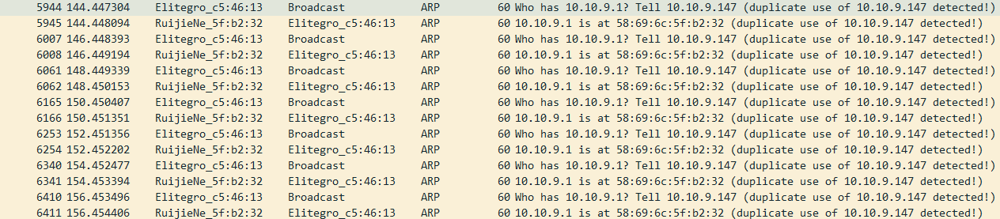 5944 144.447304 Elitegro_c5:46:13 Broadcast ARP 60 Who has 10.10.9.1? Tell 10.10.9.147 (duplicate use of 10.10.9.147 detected!)
5945 144.448094 RuijieNe_5f:b2:32 Elitegro_c5:46:13 ARP 60 10.10.9.1 is at 58:69:6c:5f:b2:32 (duplicate use of 10.10.9.147 detected!)
6007 146.448393 Elitegro_c5:46:13 Broadcast ARP 60 Who has 10.10.9.1? Tell 10.10.9.147 (duplicate use of 10.10.9.147 detected!)
6008 146.449194 RuijieNe_5f:b2:32 Elitegro_c5:46:13 ARP 60 10.10.9.1 is at 58:69:6c:5f:b2:32 (duplicate use of 10.10.9.147 detected!)
6061 148.449339 Elitegro_c5:46:13 Broadcast ARP 60 Who has 10.10.9.1? Tell 10.10.9.147 (duplicate use of 10.10.9.147 detected!)
6062 148.450153 RuijieNe_5f:b2:32 Elitegro_c5:46:13 ARP 60 10.10.9.1 is at 58:69:6c:5f:b2:32 (duplicate use of 10.10.9.147 detected!)
6165 150.450407 Elitegro_c5:46:13 Broadcast ARP 60 Who has 10.10.9.1? Tell 10.10.9.147 (duplicate use of 10.10.9.147 detected!)
6166 150.451351 RuijieNe_5f:b2:32 Elitegro_c5:46:13 ARP 60 10.10.9.1 is at 58:69:6c:5f:b2:32 (duplicate use of 10.10.9.147 detected!)
6253 152.451356 Elitegro_c5:46:13 Broadcast ARP 60 Who has 10.10.9.1? Tell 10.10.9.147 (duplicate use of 10.10.9.147 detected!)
6254 152.452202 RuijieNe_5f:b2:32 Elitegro_c5:46:13 ARP 60 10.10.9.1 is at 58:69:6c:5f:b2:32 (duplicate use of 10.10.9.147 detected!)
6340 154.452477 Elitegro_c5:46:13 Broadcast ARP 60 Who has 10.10.9.1? Tell 10.10.9.147 (duplicate use of 10.10.9.147 detected!)
6341 154.453394 RuijieNe_5f:b2:32 Elitegro_c5:46:13 ARP 60 10.10.9.1 is at 58:69:6c:5f:b2:32 (duplicate use of 10.10.9.147 detected!)
6410 156.453496 Elitegro_c5:46:13 Broadcast ARP 60 Who has 10.10.9.1? Tell 10.10.9.147 (duplicate use of 10.10.9.147 detected!)
6411 156.454406 RuijieNe_5f:b2:32 Elitegro_c5:46:13 ARP 60 10.10.9.1 is at 58:69:6c:5f:b2:32 (duplicate use of 10.10.9.147 detected!)